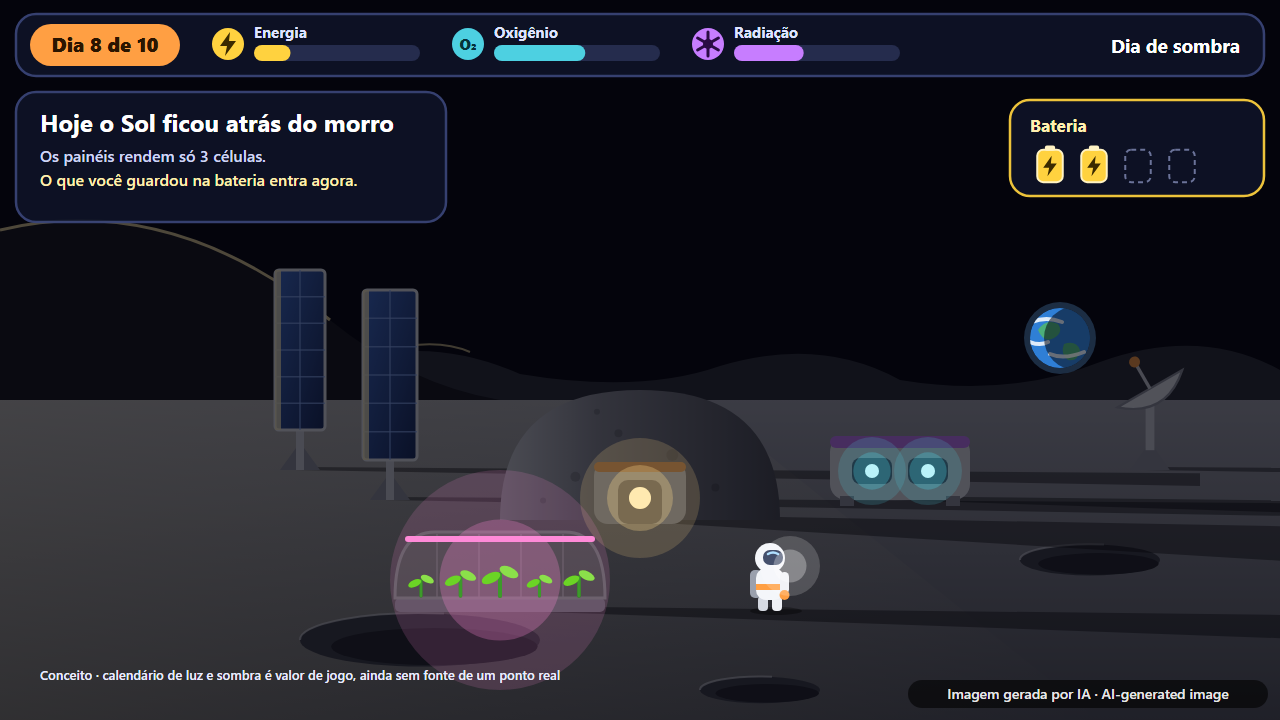 Dia 8 de 10
Energia
O₂
Oxigênio
Radiação
Dia de sombra
Hoje o Sol ficou atrás do morro
Os painéis rendem só 3 células.
O que você guardou na bateria entra agora.
Bateria
Conceito · calendário de luz e sombra é valor de jogo, ainda sem fonte de um ponto real
Imagem gerada por IA · AI-generated image